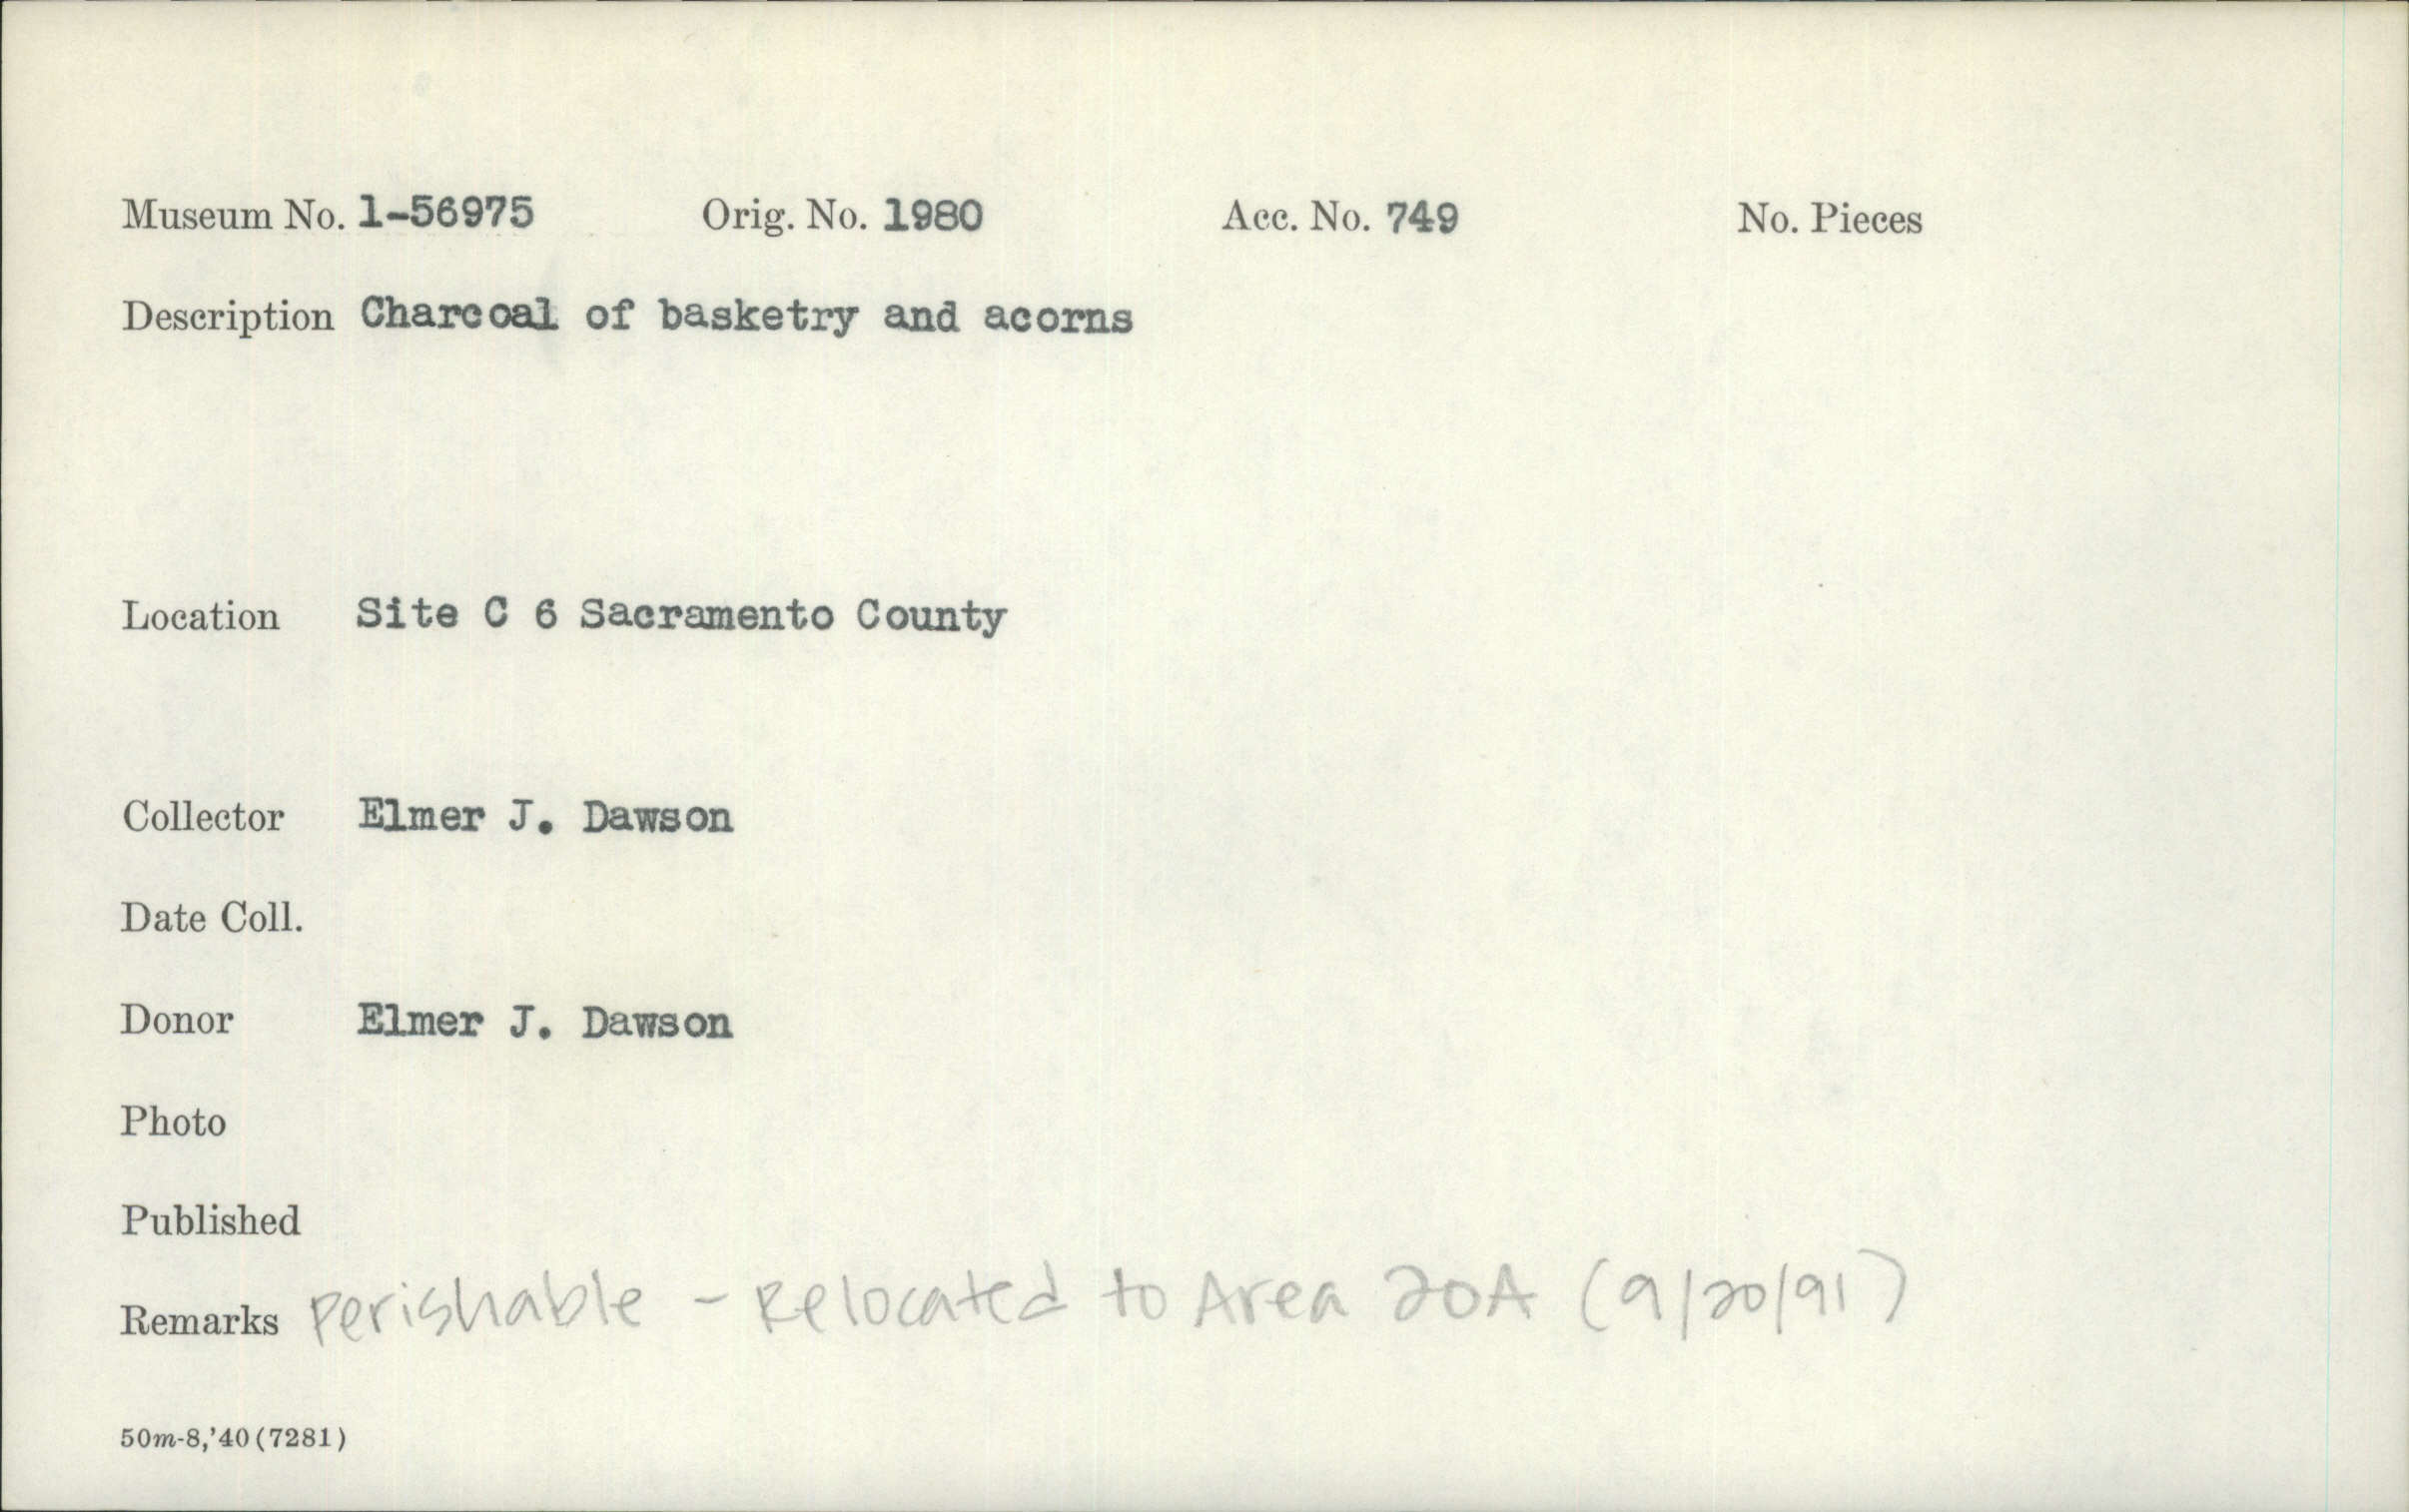 Museum No. 1-56975 Orig. No. 1980 Acc. No. 749 No. Pieces
Description Charcoal of basketry and acorns
Location Site C 6 Sacramento County
Collector Elmer J. Dawson
Date Coll.
Donor Elmer J. Dawson
Photo
Published
Remarks perishable - Relocated to Area 20A (9/20/91)
50m-8,'40(7281)